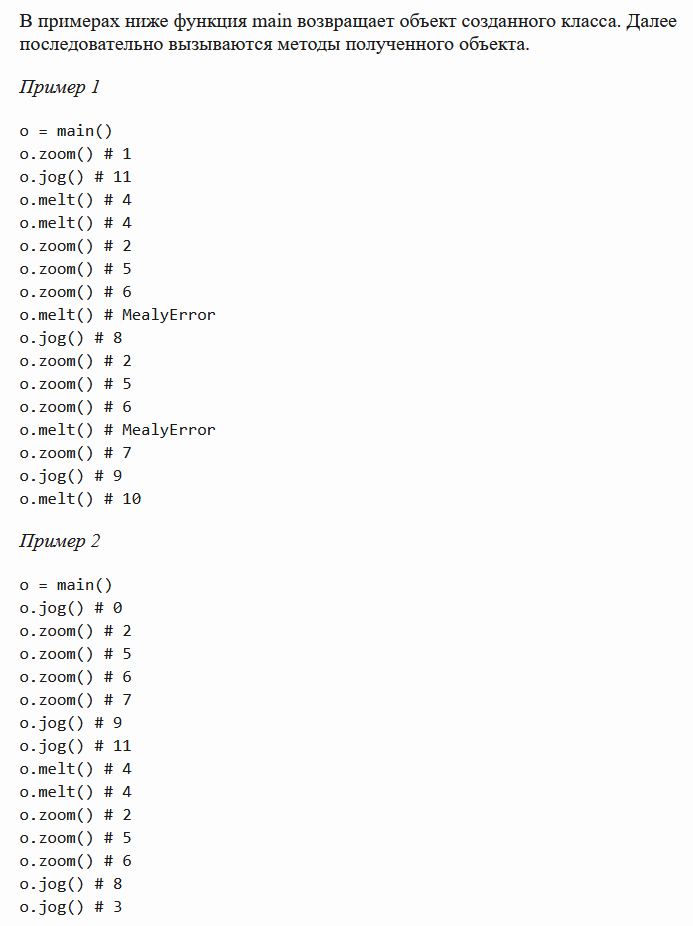 В примерах ниже функция main возвращает объект созданного класса. Далее
последовательно вызываются методы полученного объекта.
Пример 1
o = main()
o.zoom() # 1
o.jog() # 11
o.melt() # 4
o.melt() # 4
o.zoom() # 2
o.zoom() # 5
o.zoom() # 6
o.melt() # MealyError
o.jog() # 8
o.zoom() # 2
o.zoom() # 5
o.zoom() # 6
o.melt() # MealyError
o.zoom() # 7
o.jog() # 9
o.melt() # 10
Пример 2
o = main()
o.jog() # 0
o.zoom() # 2
o.zoom() # 5
o.zoom() # 6
o.zoom() # 7
o.jog() # 9
o.jog() # 11
o.melt() # 4
o.melt() # 4
o.zoom() # 2
o.zoom() # 5
o.zoom() # 6
o.jog() # 8
o.jog() # 3